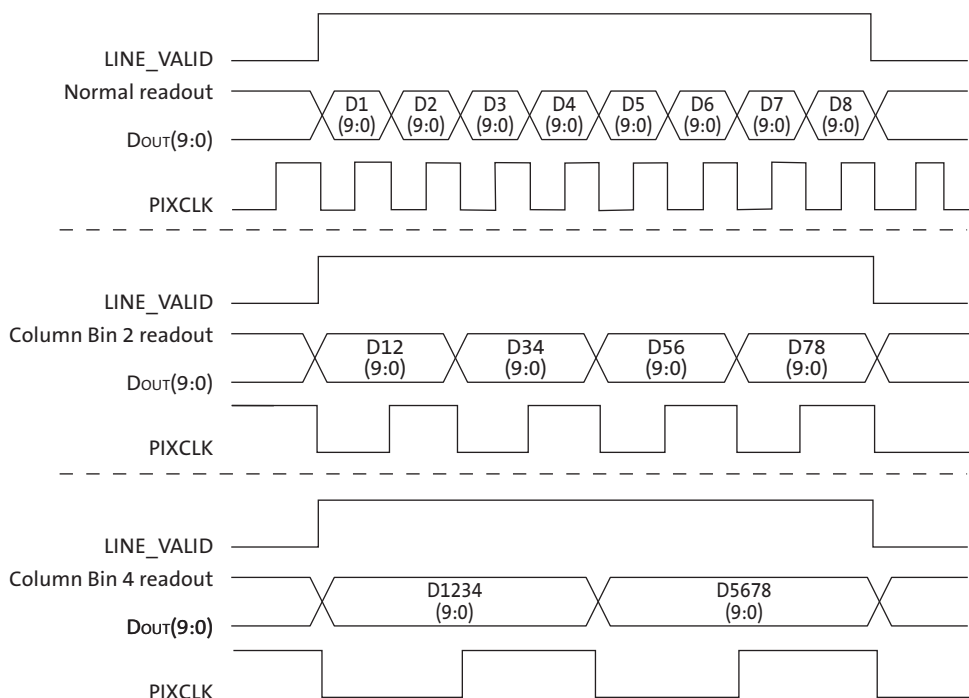 LINE_VALID
Normal readout
D1 D2 D3 D4 D5 D6 D7 D8
(9:0) (9:0) (9:0) (9:0) (9:0) (9:0) (9:0) (9:0)
DOUT(9:0)
PIXCLK
LINE_VALID
Column Bin 2 readout
D12 D34 D56 D78
(9:0) (9:0) (9:0) (9:0)
DOUT(9:0)
PIXCLK
LINE_VALID
Column Bin 4 readout
D1234 D5678
(9:0) (9:0)
DOUT(9:0)
PIXCLK